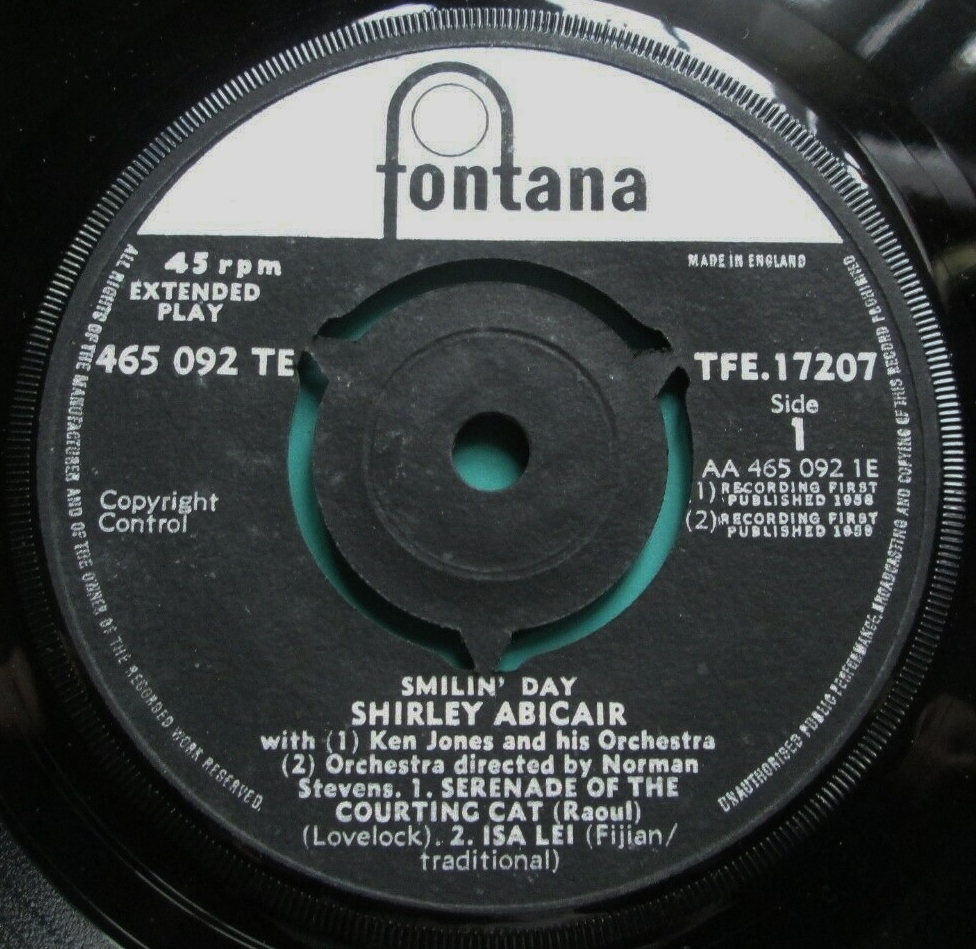 fontana
45 rpm
EXTENDED
PLAY
MADE IN ENGLAND
465 092 TE
TFE.17207
Side
1
AA 465 092 1E
1) RECORDING FIRST
PUBLISHED 1958
(2) RECORDING FIRST
PUBLISHED 1959
Copyright
Control
SMILIN' DAY
SHIRLEY ABICAIR
with (1) Ken Jones and his Orchestra
(2) Orchestra directed by Norman
Stevens. 1. SERENADE OF THE
COURTING CAT (Raoul)
(Lovelock). 2. ISA LEI (Fijian/
traditional)
ALL RIGHTS OF THE MANUFACTURER AND OF THE OWNER OF THE RECORDED WORK RESERVED.
UNAUTHORISED PUBLIC PERFORMANCE, BROADCASTING AND COPYING OF THIS RECORD PROHIBITED